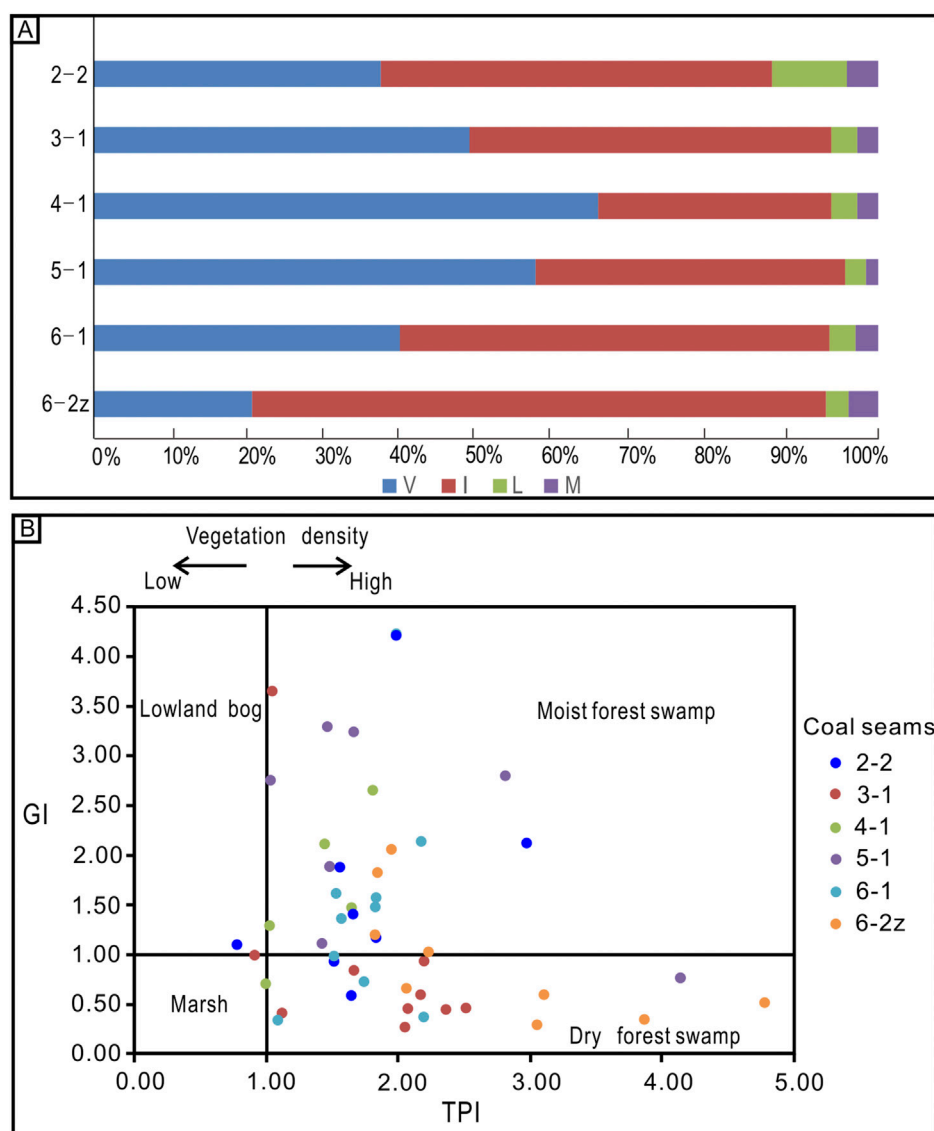 A
2-2
3-1
4-1
5-1
6-1
6-2z
0% 10% 20% 30% 40% 50% 60% 70% 80% 90% 100%
V I L M
B
Vegetation density
Low High
4.50
4.00
3.50
3.00
2.50
2.00
1.50
1.00
0.50
0.00
GI
Lowland bog
Moist forest swamp
Marsh
Dry forest swamp
0.00 1.00 2.00 3.00 4.00 5.00
TPI
Coal seams
2-2
3-1
4-1
5-1
6-1
6-2z